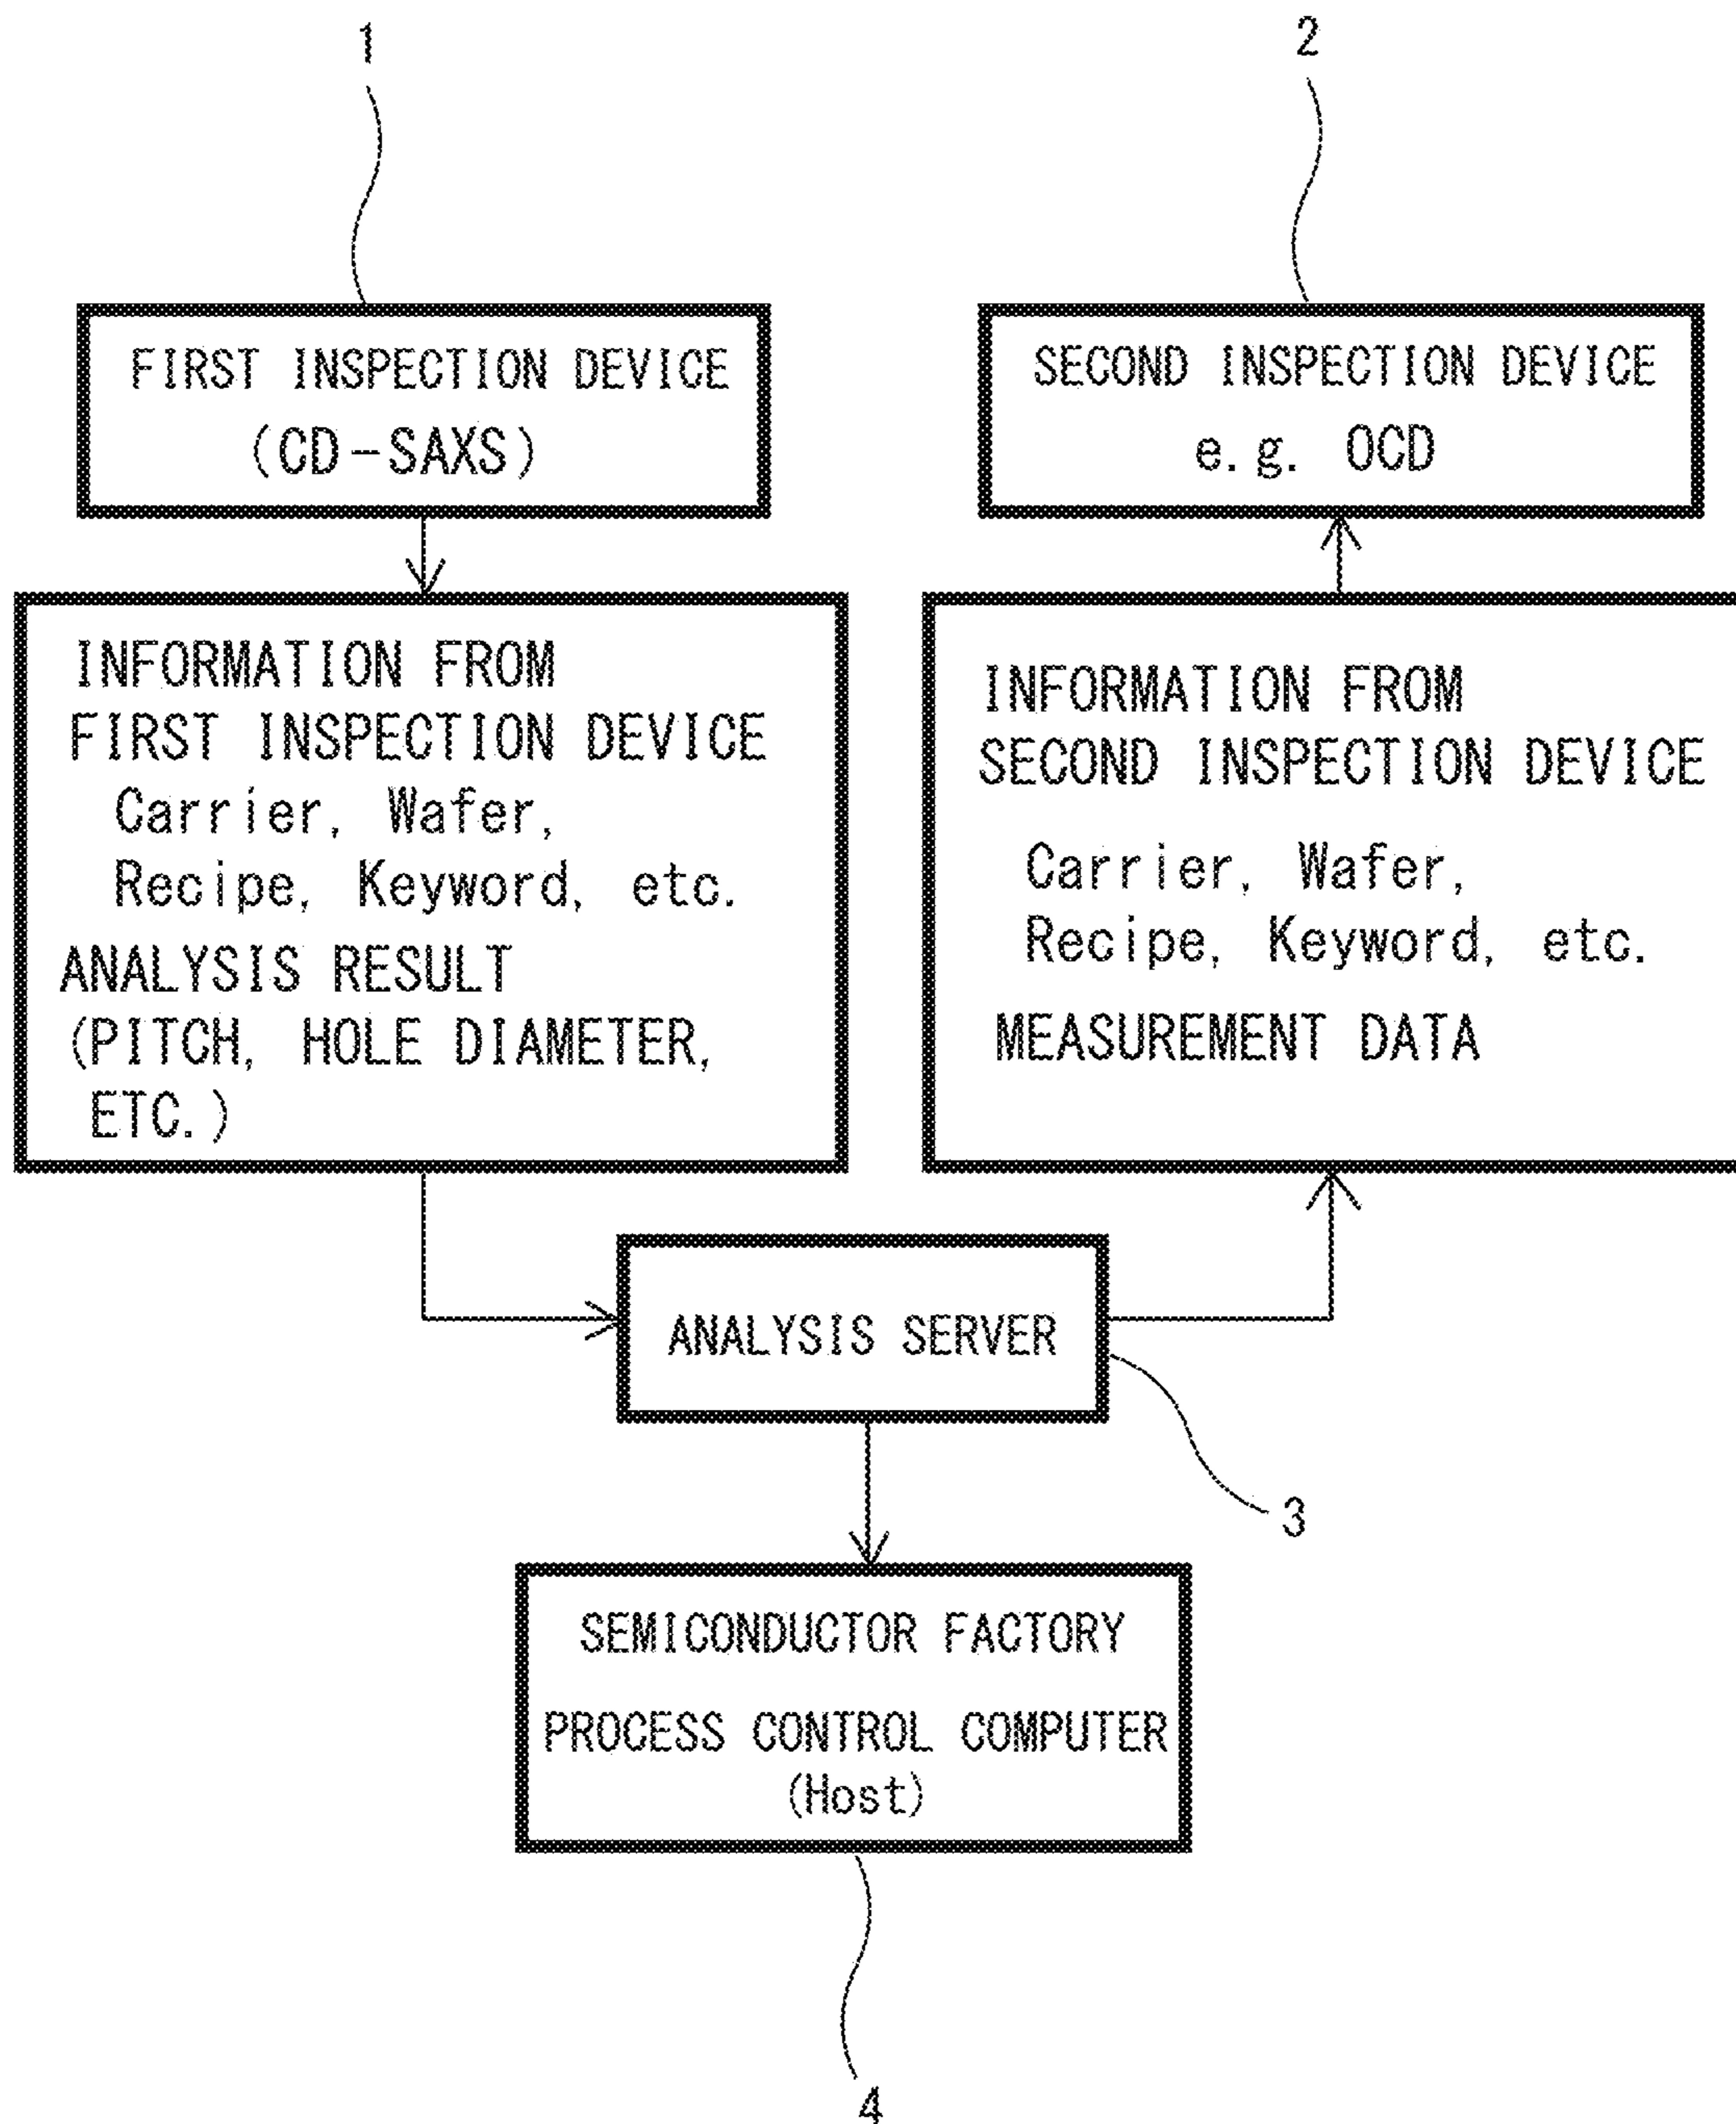 1
2
FIRST INSPECTION DEVICE
(CD-SAXS)
SECOND INSPECTION DEVICE
e.g. OCD
INFORMATION FROM
FIRST INSPECTION DEVICE
Carrier, Wafer,
Recipe, Keyword, etc.
ANALYSIS RESULT
(PITCH, HOLE DIAMETER,
ETC.)
INFORMATION FROM
SECOND INSPECTION DEVICE
Carrier, Wafer,
Recipe, Keyword, etc.
MEASUREMENT DATA
ANALYSIS SERVER
3
SEMICONDUCTOR FACTORY
PROCESS CONTROL COMPUTER
(Host)
4